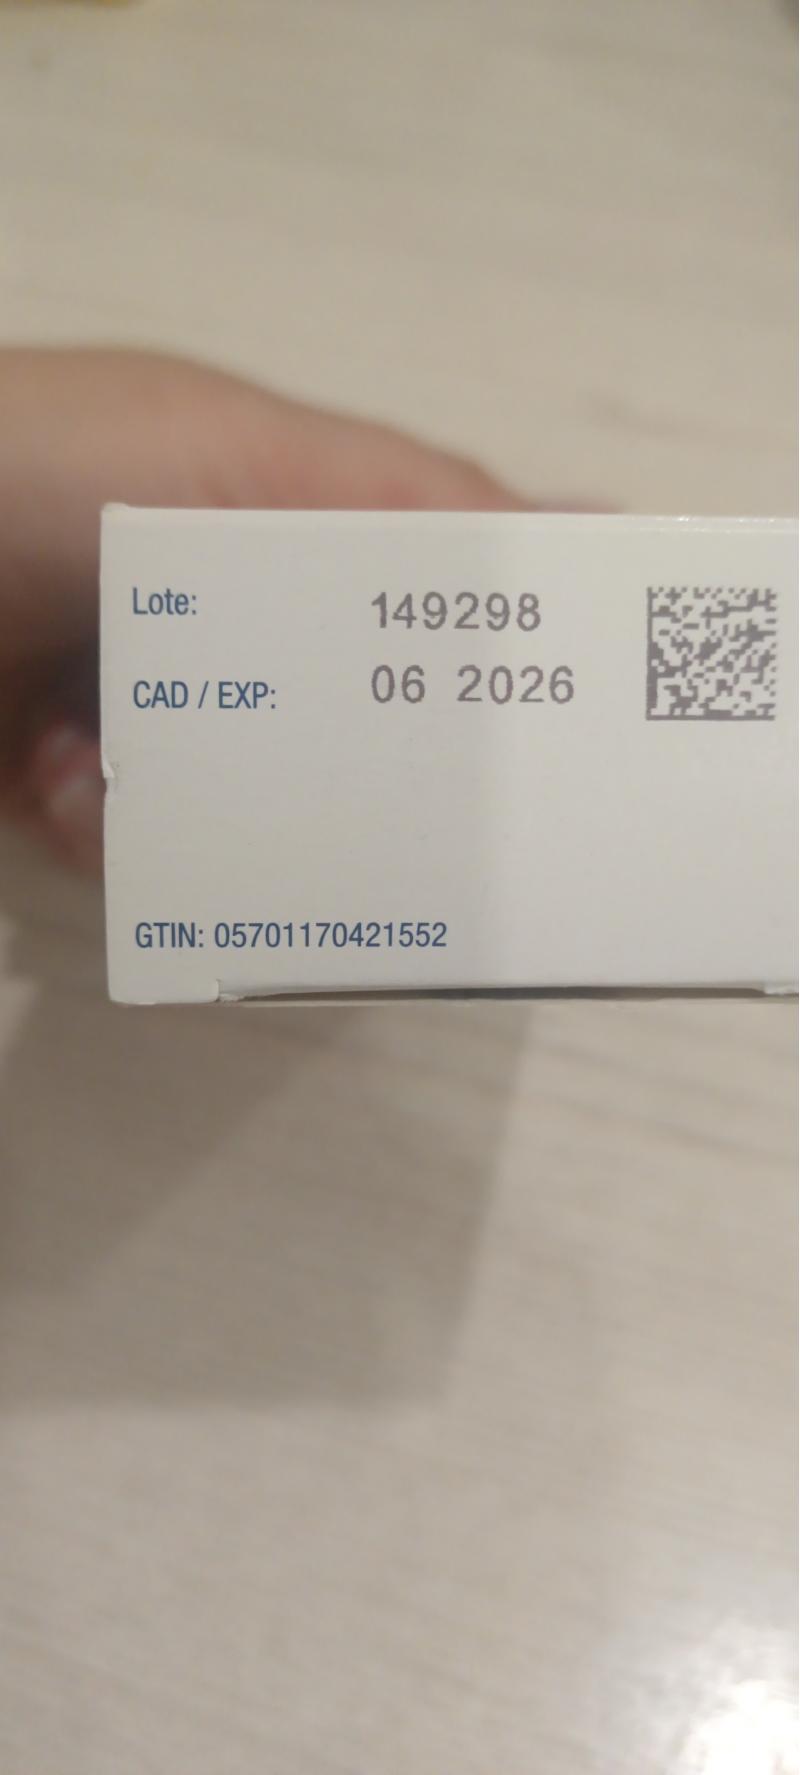 Lote: 149298
CAD / EXP: 06 2026
GTIN: 05701170421552